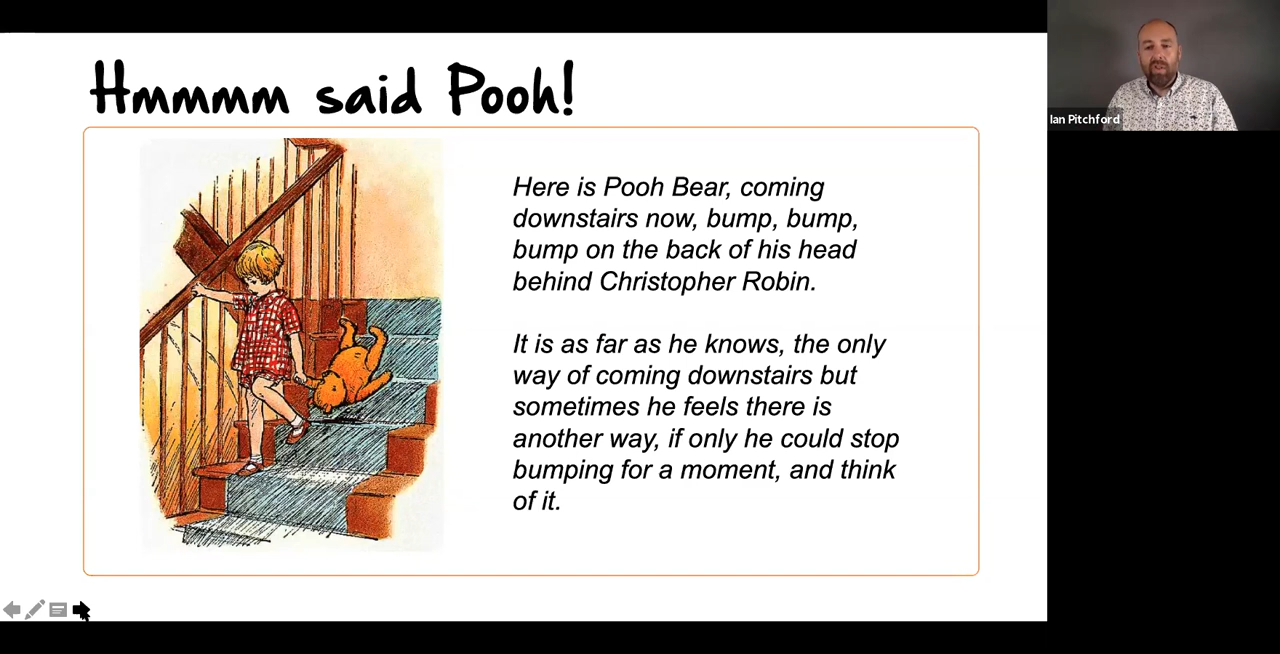 Hmmmm said Pooh!
Ian Pitchford
Here is Pooh Bear, coming
downstairs now, bump, bump,
bump on the back of his head
behind Christopher Robin.
It is as far as he knows, the only
way of coming downstairs but
sometimes he feels there is
another way, if only he could stop
bumping for a moment, and think
of it.